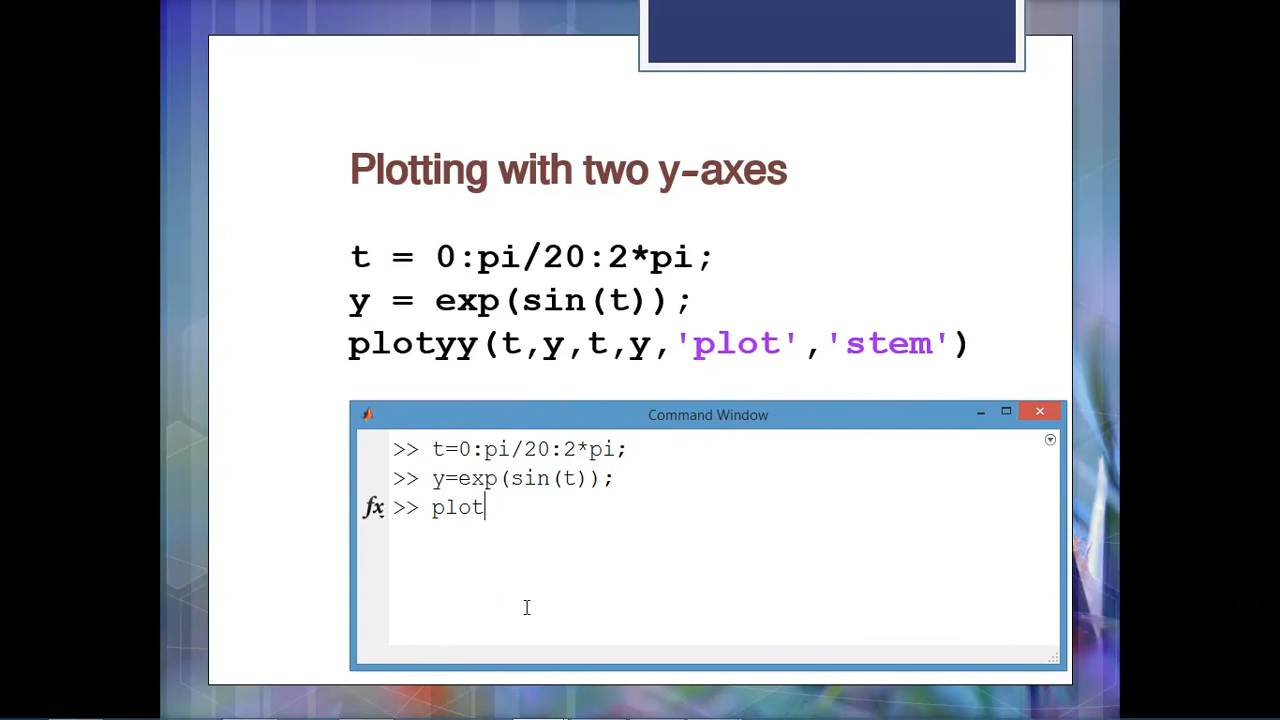 Plotting with two y-axes
t = 0:pi/20:2*pi;
y = exp(sin(t));
plotyy(t,y,t,y,'plot','stem')
Command Window
>> t=0:pi/20:2*pi;
>> y=exp(sin(t));
fx >> plot